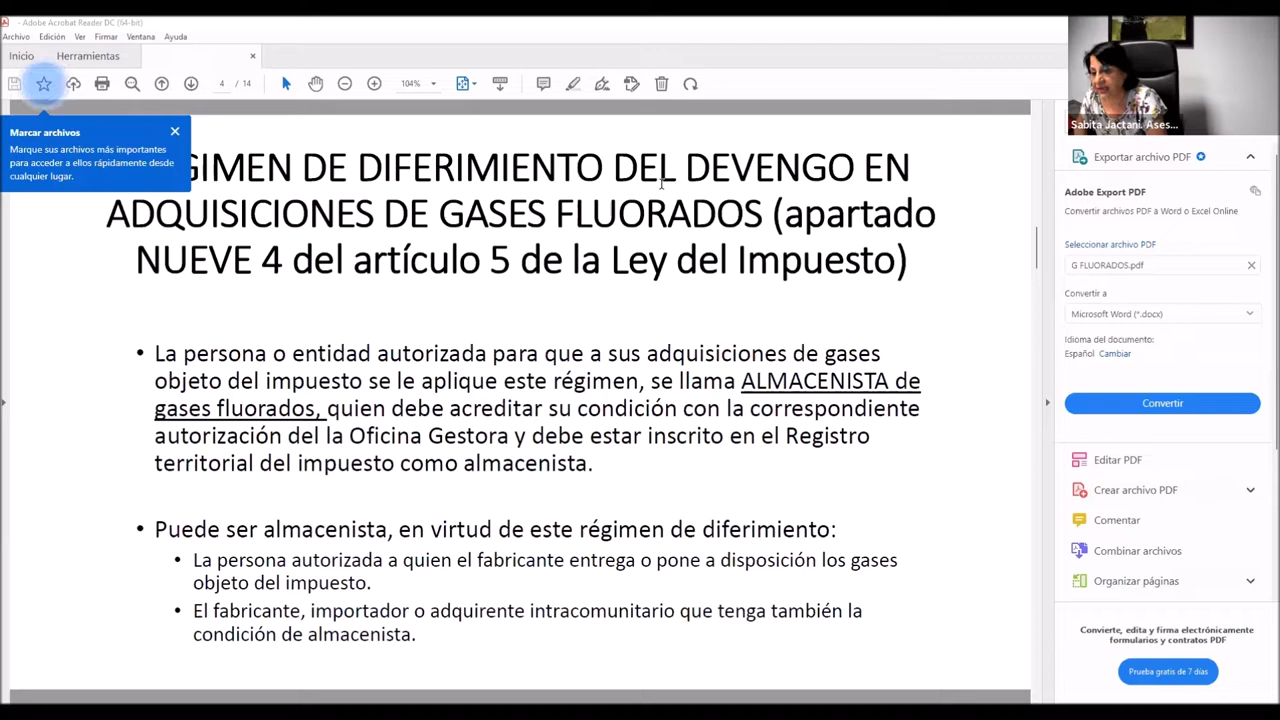 - Adobe Acrobat Reader DC (64-bit)
Archivo Edición Ver Firmar Ventana Ayuda
Inicio Herramientas
4 / 14 104%
Marcar archivos
Marque sus archivos más importantes
para acceder a ellos rápidamente desde
cualquier lugar.
GIMEN DE DIFERIMIENTO DEL DEVENGO EN
ADQUISICIONES DE GASES FLUORADOS (apartado
NUEVE 4 del artículo 5 de la Ley del Impuesto)
• La persona o entidad autorizada para que a sus adquisiciones de gases
objeto del impuesto se le aplique este régimen, se llama ALMACENISTA de
gases fluorados, quien debe acreditar su condición con la correspondiente
autorización del la Oficina Gestora y debe estar inscrito en el Registro
territorial del impuesto como almacenista.
• Puede ser almacenista, en virtud de este régimen de diferimiento:
• La persona autorizada a quien el fabricante entrega o pone a disposición los gases
objeto del impuesto.
• El fabricante, importador o adquirente intracomunitario que tenga también la
condición de almacenista.
Sabita Jactani. Ases...
Exportar archivo PDF
Adobe Export PDF
Convertir archivos PDF a Word o Excel Online
Seleccionar archivo PDF
G FLUORADOS.pdf
Convertir a
Microsoft Word (*.docx)
Idioma del documento:
Español Cambiar
Convertir
Editar PDF
Crear archivo PDF
Comentar
Combinar archivos
Organizar páginas
Convierte, edita y firma electrónicamente
formularios y contratos PDF
Prueba gratis de 7 días